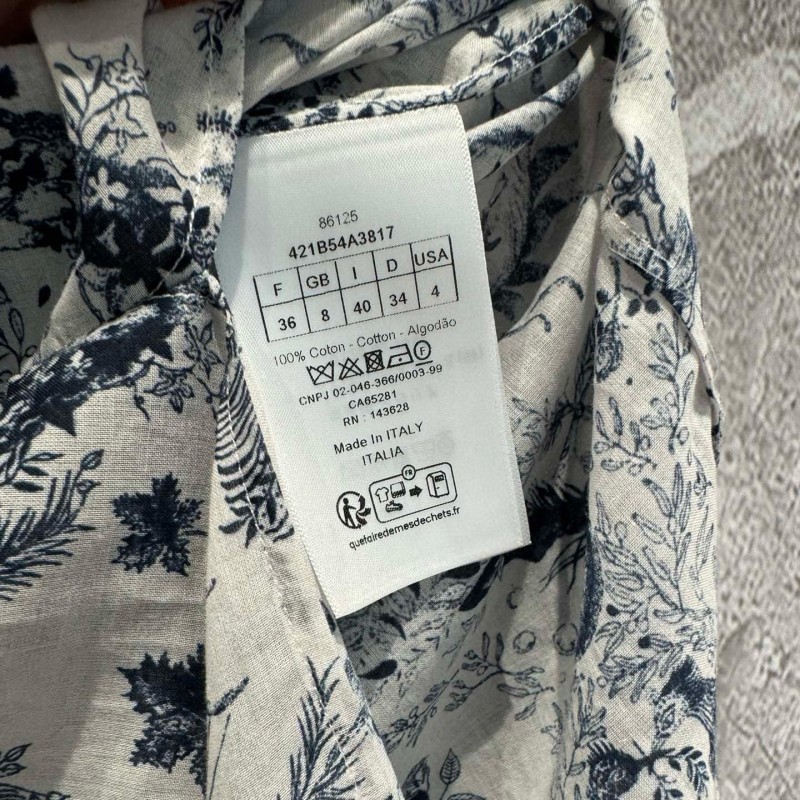 86125
421B54A3817
F GB I D USA
36 8 40 34 4
100% Coton - Cotton - Algodão
F
CNPJ 02-046-366/0003-99
CA65281
RN : 143628
Made In ITALY
ITALIA
FR
quefairedemesdechets.fr